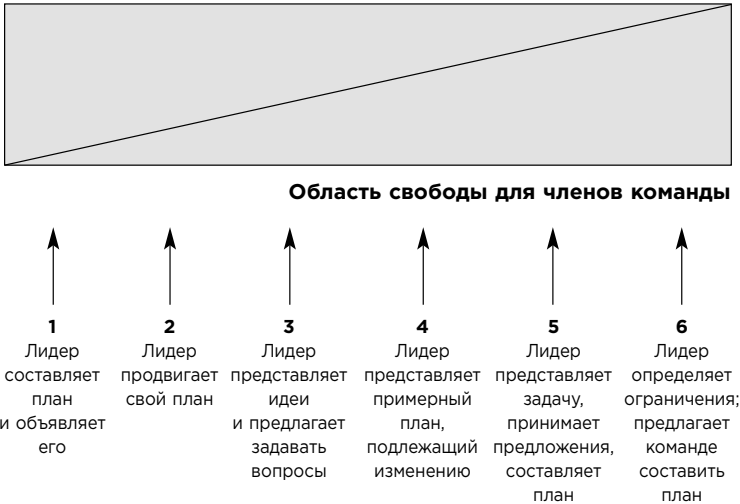 Область свободы для членов команды
1
Лидер
составляет
план
и объявляет
его
2
Лидер
продвигает
свой план
3
Лидер
представляет
идеи
и предлагает
задавать
вопросы
4
Лидер
представляет
примерный
план,
подлежащий
изменению
5
Лидер
представляет
задачу,
принимает
предложения,
составляет
план
6
Лидер
определяет
ограничения;
предлагает
команде
составить
план